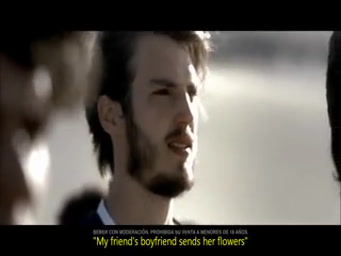 BEBER CON MODERACIÓN. PROHIBIDA SU VENTA A MENORES DE 18 AÑOS.
"My friend's boyfriend sends her flowers"